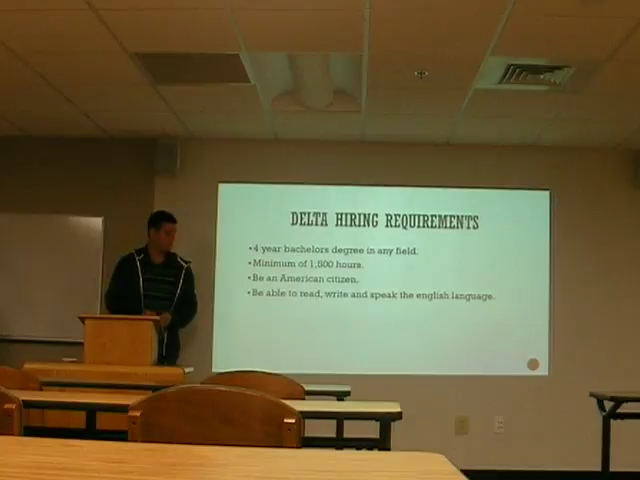 DELTA HIRING REQUIREMENTS
• 4 year bachelors degree in any field.
• Minimum of 1,500 hours.
• Be an American citizen.
• Be able to read, write and speak the english language.